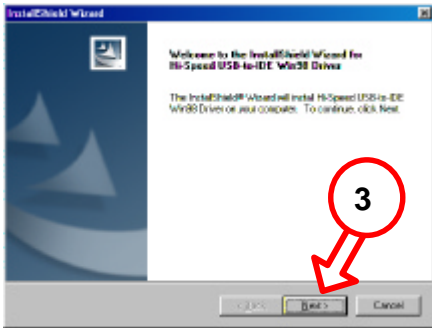 InstallShield Wizard
Welcome to the InstallShield Wizard for
Hi-Speed USB-to-IDE Win98 Driver
The InstallShield® Wizard will install Hi-Speed USB-to-IDE
Win98 Driver on your computer. To continue, click Next.
3
< Back Next > Cancel